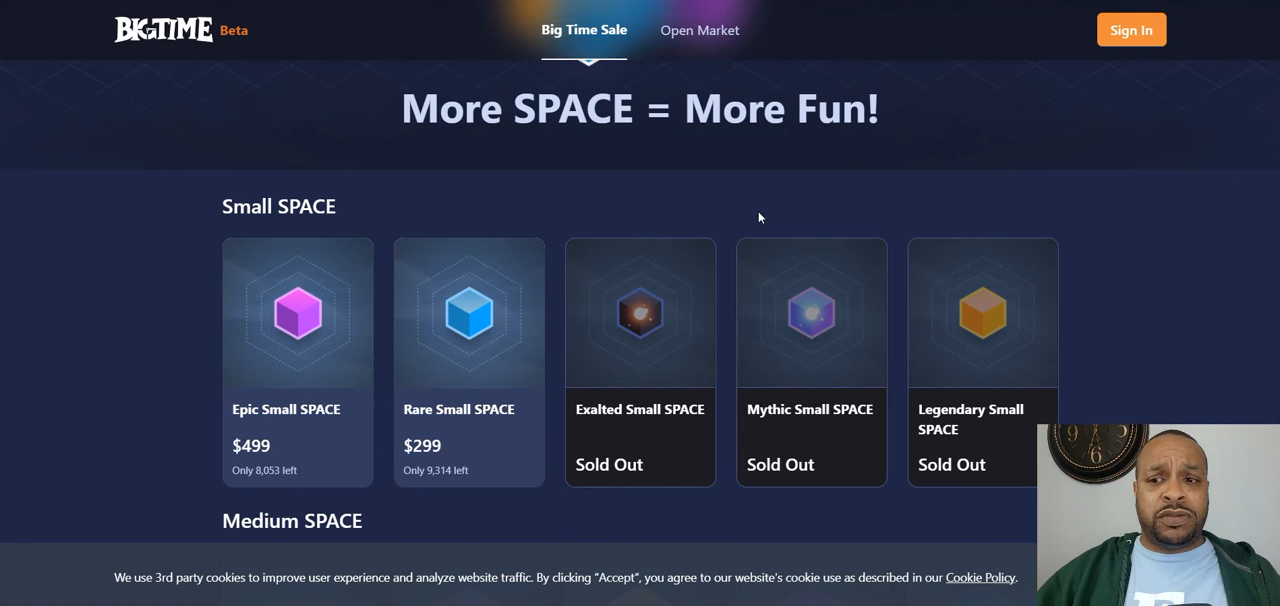 BIGTIME Beta
Big Time Sale
Open Market
Sign In
More SPACE = More Fun!
Small SPACE
Epic Small SPACE
$499
Only 8,053 left
Rare Small SPACE
$299
Only 9,314 left
Exalted Small SPACE
Sold Out
Mythic Small SPACE
Sold Out
Legendary Small
SPACE
Sold Out
Medium SPACE
We use 3rd party cookies to improve user experience and analyze website traffic. By clicking “Accept”, you agree to our website's cookie use as described in our Cookie Policy.